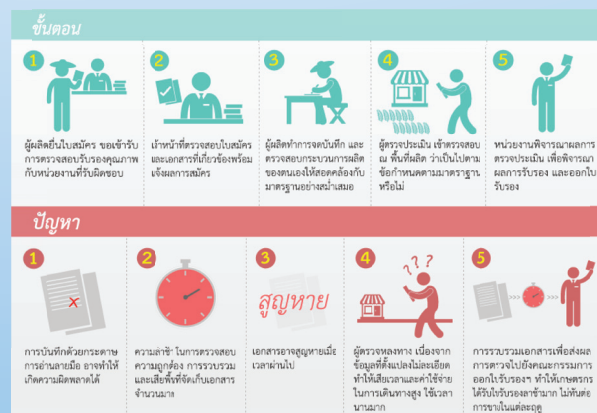 ขั้นตอน
1
ผู้ผลิตยื่นใบสมัคร ขอเข้ารับ
การตรวจสอบรับรองคุณภาพ
กับหน่วยงานที่รับผิดชอบ
2
เจ้าหน้าที่ตรวจสอบใบสมัคร
และเอกสารที่เกี่ยวข้องพร้อม
แจ้งผลการสมัคร
3
ผู้ผลิตทำการจดบันทึก และ
ตรวจสอบกระบวนการผลิต
ของตนเองให้สอดคล้องกับ
มาตรฐานอย่างสม่ำเสมอ
4
ผู้ตรวจประเมิน เข้าตรวจสอบ
ณ พื้นที่ผลิต ว่าเป็นไปตาม
ข้อกำหนดตามมาตรฐาน
หรือไม่
5
หน่วยงานพิจารณาผลการ
ตรวจประเมิน เพื่อพิจารณา
ผลการรับรอง และออกใบ
รับรอง
ปัญหา
1
การบันทึกด้วยกระดาษ
การอ่านลายมือ อาจทำให้
เกิดความผิดพลาดได้
2
ความล่าช้า ในการตรวจสอบ
ความถูกต้อง การรวบรวม
และเสียพื้นที่จัดเก็บเอกสาร
จำนวนมาก
3
สูญหาย
เอกสารอาจสูญหายเมื่อ
เวลาผ่านไป
4
???
ผู้ตรวจหลงทาง เนื่องจาก
ข้อมูลที่ตั้งแปลงไม่ละเอียด
ทำให้เสียเวลาและค่าใช้จ่าย
ในการเดินทางสูง ใช้เวลา
นานมาก
5
การรวบรวมเอกสารเพื่อส่งผล
การตรวจไปยังคณะกรรมการ
ออกใบรับรองฯ ทำให้เกษตรกร
ได้รับใบรับรองล่าช้ามาก ไม่ทันต่อ
การขายในแต่ละฤดู